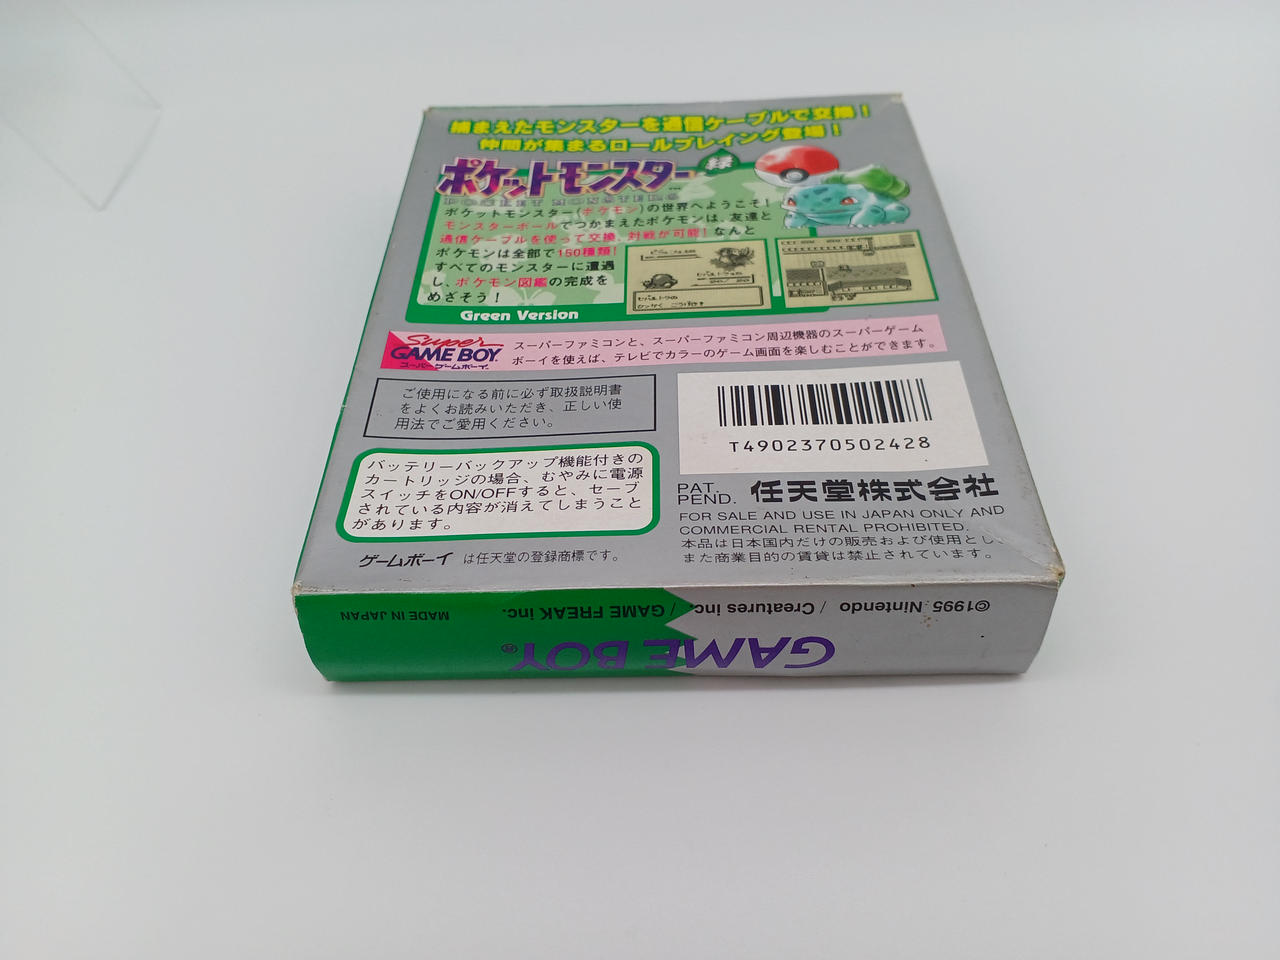 捕まえたモンスターを通信ケーブルで交換！
仲間が集まるロールプレイング登場！
ポケットモンスター 緑
POCKET MONSTERS
ポケットモンスター(ポケモン)の世界へようこそ！
モンスターボールでつかまえたポケモンは、友達と
通信ケーブルを使って交換、対戦が可能！なんと
ポケモンは全部で150種類！
すべてのモンスターに遭遇
し、ポケモン図鑑の完成を
めざそう！
Green Version
Super
GAME BOY
スーパーゲームボーイ
スーパーファミコンと、スーパーファミコン周辺機器のスーパーゲーム
ボーイを使えば、テレビでカラーのゲーム画面を楽しむことができます。
ご使用になる前に必ず取扱説明書
をよくお読みいただき、正しい使
用法でご愛用ください。
T4902370502428
バッテリーバックアップ機能付きの
カートリッジの場合、むやみに電源
スイッチをON/OFFすると、セーブ
されている内容が消えてしまうこと
があります。
ゲームボーイ は任天堂の登録商標です。
PAT.
PEND.
任天堂株式会社
FOR SALE AND USE IN JAPAN ONLY AND
COMMERCIAL RENTAL PROHIBITED.
本品は日本国内だけの販売および使用とし、
また商業目的の賃貸は禁止されています。
©1995 Nintendo / Creatures inc. / GAME FREAK inc.
MADE IN JAPAN
GAME BOY®